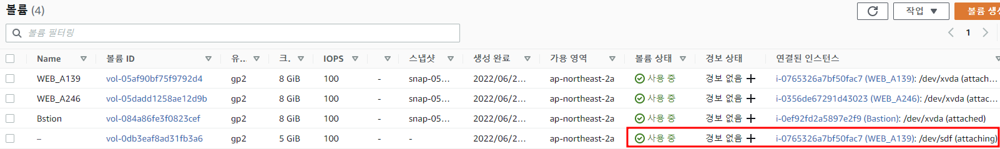 볼륨 (4)
작업
볼륨 생성
볼륨 필터링
1
Name 볼륨 ID 유... 크. IOPS 스냅샷 생성 완료 가용 영역 볼륨 상태 경보 상태 연결된 인스턴스
WEB_A139 vol-05af90bf75f9792d4 gp2 8 GiB 100 - snap-05... 2022/06/2... ap-northeast-2a 사용 중 경보 없음 + i-0765326a7bf50fac7 (WEB_A139): /dev/xvda (attach...
WEB_A246 vol-05dadd1258ae12d9b gp2 8 GiB 100 - snap-05... 2022/06/2... ap-northeast-2a 사용 중 경보 없음 + i-0356de67291d43023 (WEB_A246): /dev/xvda (attac...
Bstion vol-084a86fe3f0823cef gp2 8 GiB 100 - snap-05... 2022/06/2... ap-northeast-2a 사용 중 경보 없음 + i-0ef92fd2a5897e2f9 (Bastion): /dev/xvda (attached)
– vol-0db3eaf8ad31fb3a6 gp2 5 GiB 100 - - 2022/06/2... ap-northeast-2a 사용 중 경보 없음 + i-0765326a7bf50fac7 (WEB_A139): /dev/sdf (attaching)